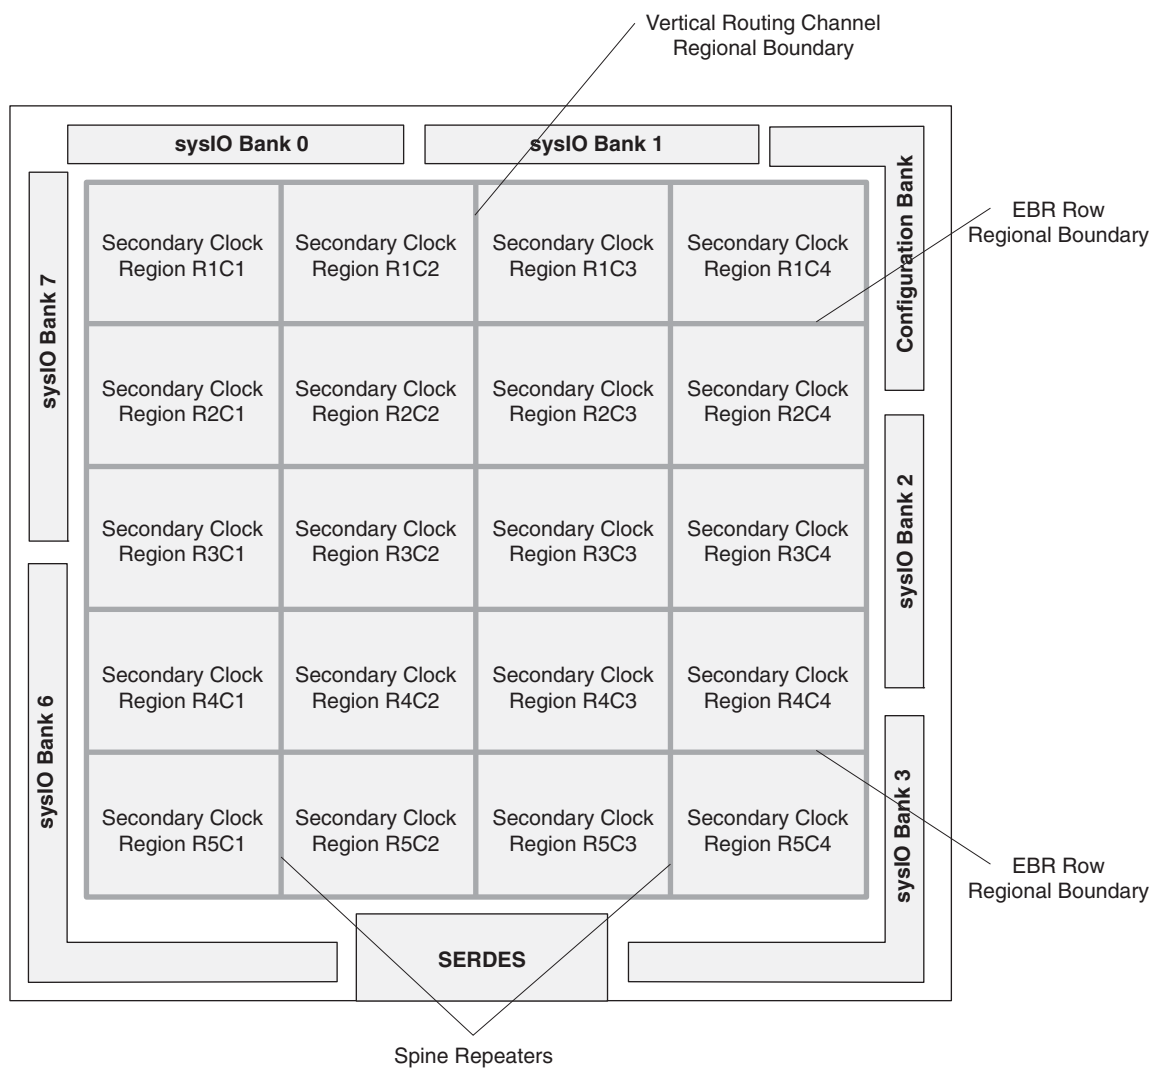 Vertical Routing Channel
Regional Boundary
sysIO Bank 0
sysIO Bank 1
Configuration Bank
EBR Row
Regional Boundary
sysIO Bank 7
Secondary Clock
Region R1C1
Secondary Clock
Region R1C2
Secondary Clock
Region R1C3
Secondary Clock
Region R1C4
Secondary Clock
Region R2C1
Secondary Clock
Region R2C2
Secondary Clock
Region R2C3
Secondary Clock
Region R2C4
sysIO Bank 2
Secondary Clock
Region R3C1
Secondary Clock
Region R3C2
Secondary Clock
Region R3C3
Secondary Clock
Region R3C4
sysIO Bank 6
Secondary Clock
Region R4C1
Secondary Clock
Region R4C2
Secondary Clock
Region R4C3
Secondary Clock
Region R4C4
sysIO Bank 3
Secondary Clock
Region R5C1
Secondary Clock
Region R5C2
Secondary Clock
Region R5C3
Secondary Clock
Region R5C4
EBR Row
Regional Boundary
SERDES
Spine Repeaters